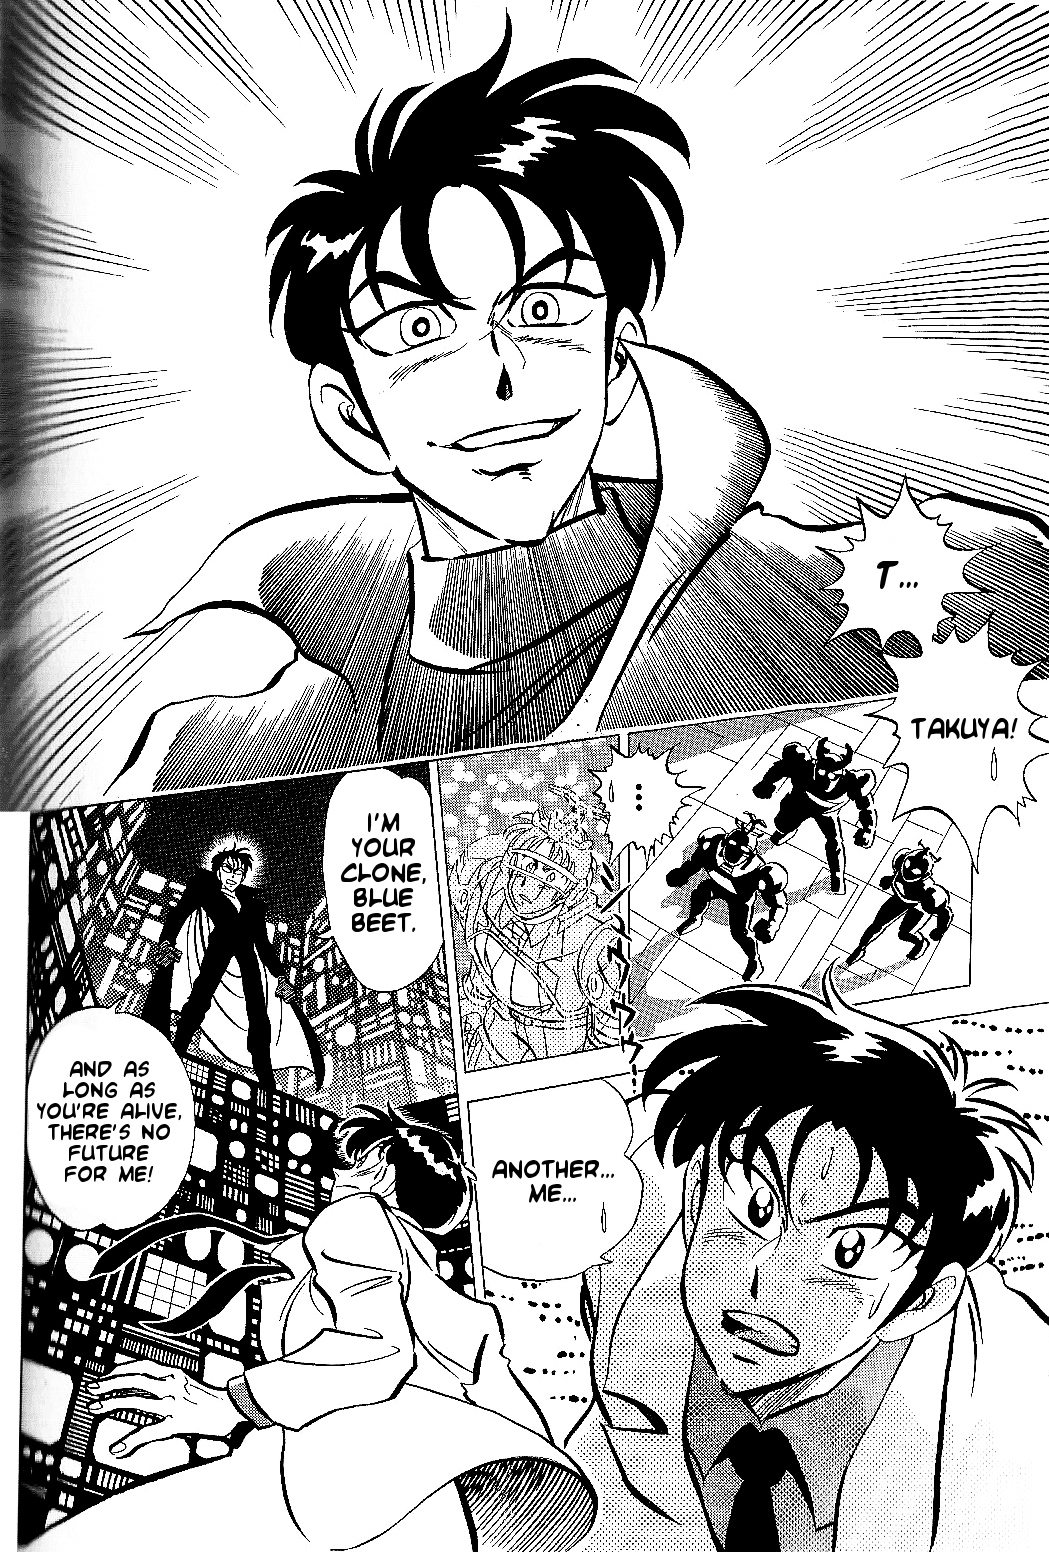 T...
TAKUYA!
...
I'M
YOUR
CLONE,
BLUE
BEET.
AND AS
LONG AS
YOU'RE ALIVE,
THERE'S NO
FUTURE
FOR ME!
ANOTHER...
ME...